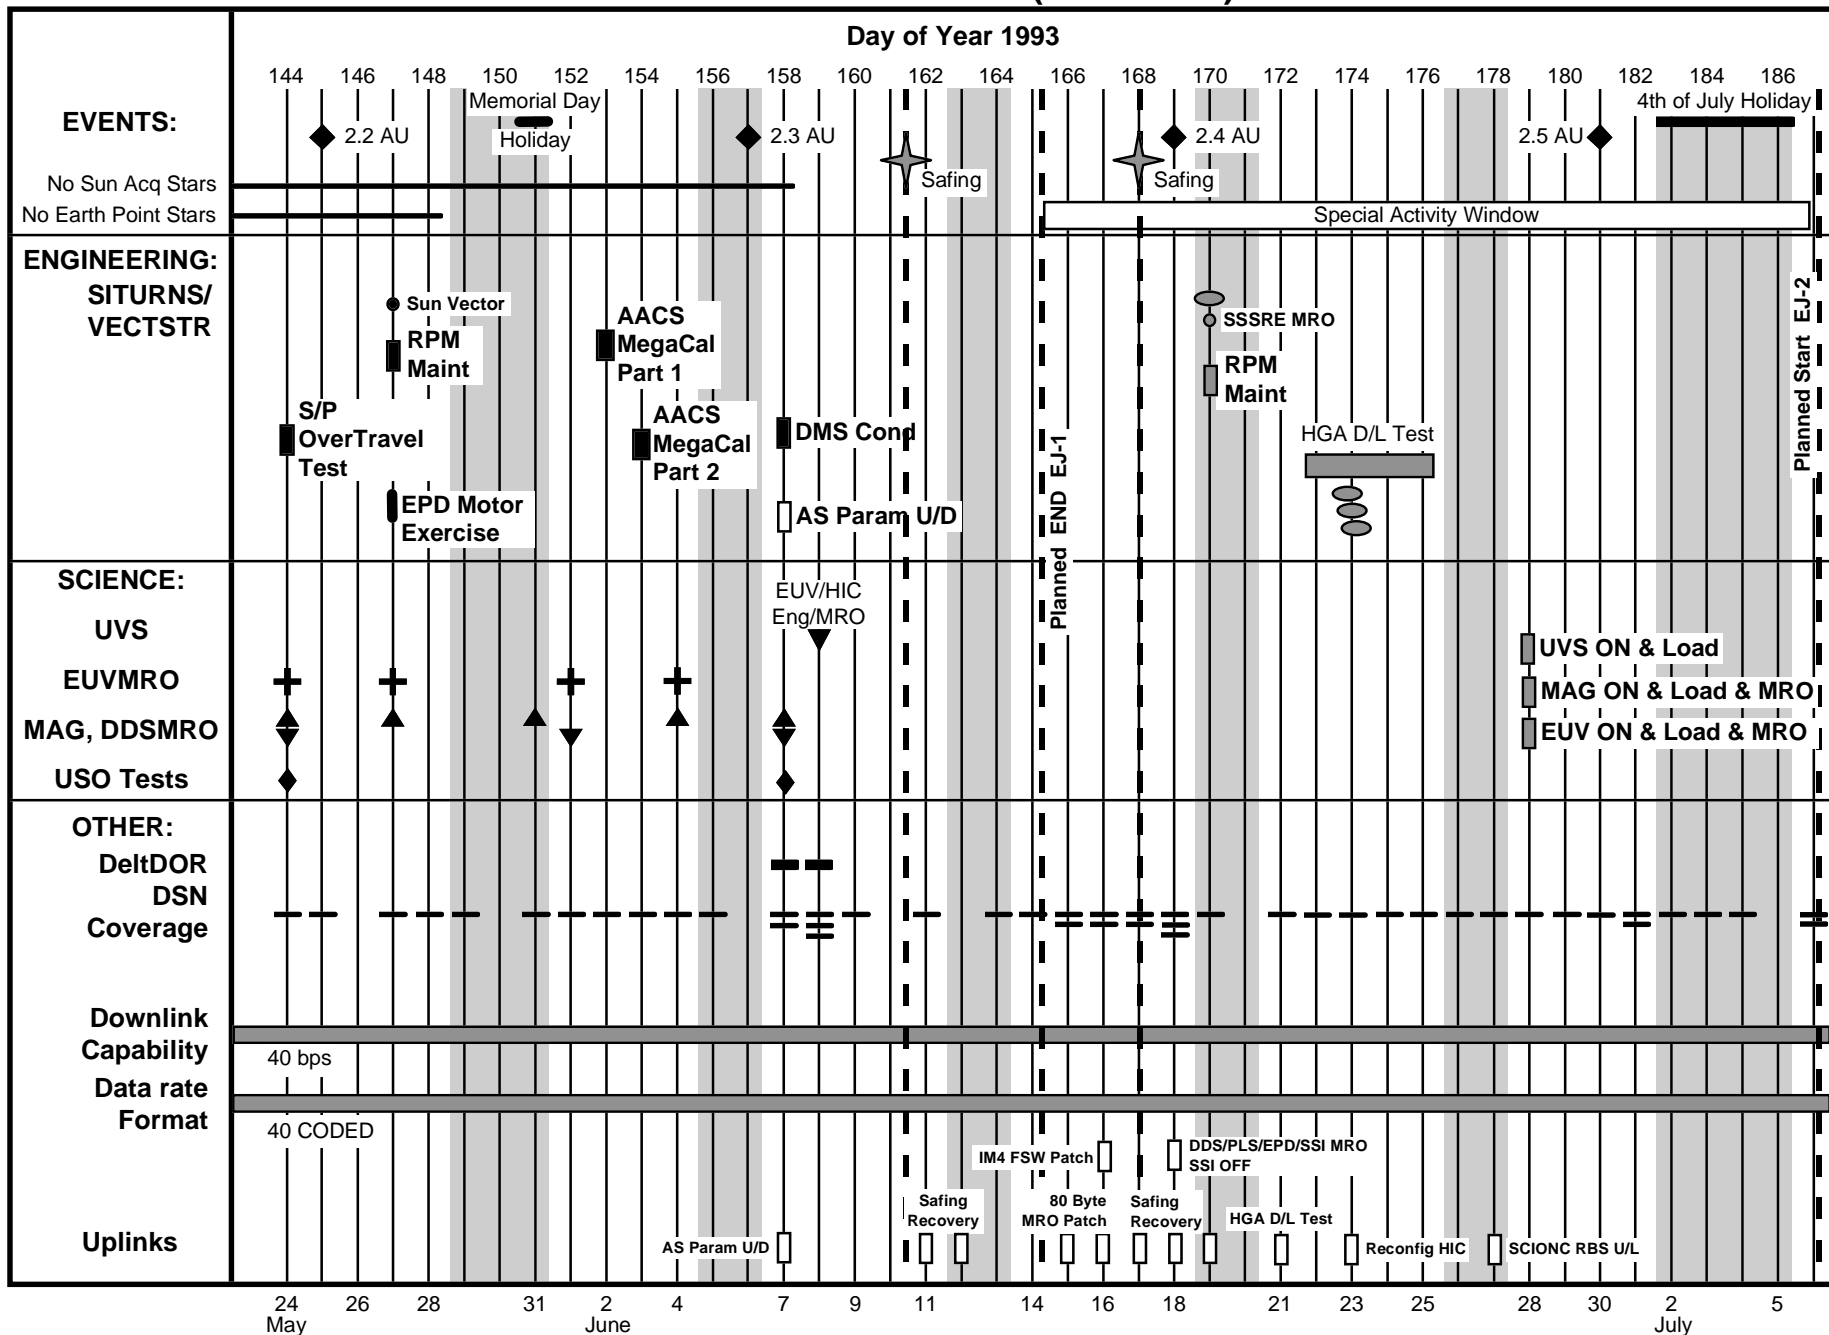 Day of Year 1993
144 146 148 150 152 154 156 158 160 162 164 166 168 170 172 174 176 178 180 182 184 186
EVENTS:
2.2 AU
Memorial Day
Holiday
2.3 AU
Safing
Safing
2.4 AU
2.5 AU
4th of July Holiday
No Sun Acq Stars
No Earth Point Stars
Special Activity Window
ENGINEERING:
SITURNS/
VECTSTR
Sun Vector
RPM
Maint
S/P
OverTravel
Test
EPD Motor
Exercise
AACS
MegaCal
Part 1
AACS
MegaCal
Part 2
DMS Cond
AS Param U/D
Planned END EJ-1
SSSRE MRO
RPM
Maint
HGA D/L Test
Planned Start EJ-2
SCIENCE:
UVS
EUVMRO
MAG, DDSMRO
USO Tests
EUV/HIC
Eng/MRO
UVS ON & Load
MAG ON & Load & MRO
EUV ON & Load & MRO
OTHER:
DeltDOR
DSN
Coverage
Downlink
Capability
40 bps
Data rate
Format
40 CODED
IM4 FSW Patch
DDS/PLS/EPD/SSI MRO
SSI OFF
Uplinks
AS Param U/D
Safing
Recovery
80 Byte
MRO Patch
Safing
Recovery
HGA D/L Test
Reconfig HIC
SCIONC RBS U/L
24 26 28 31 2 4 7 9 11 14 16 18 21 23 25 28 30 2 5
May June July